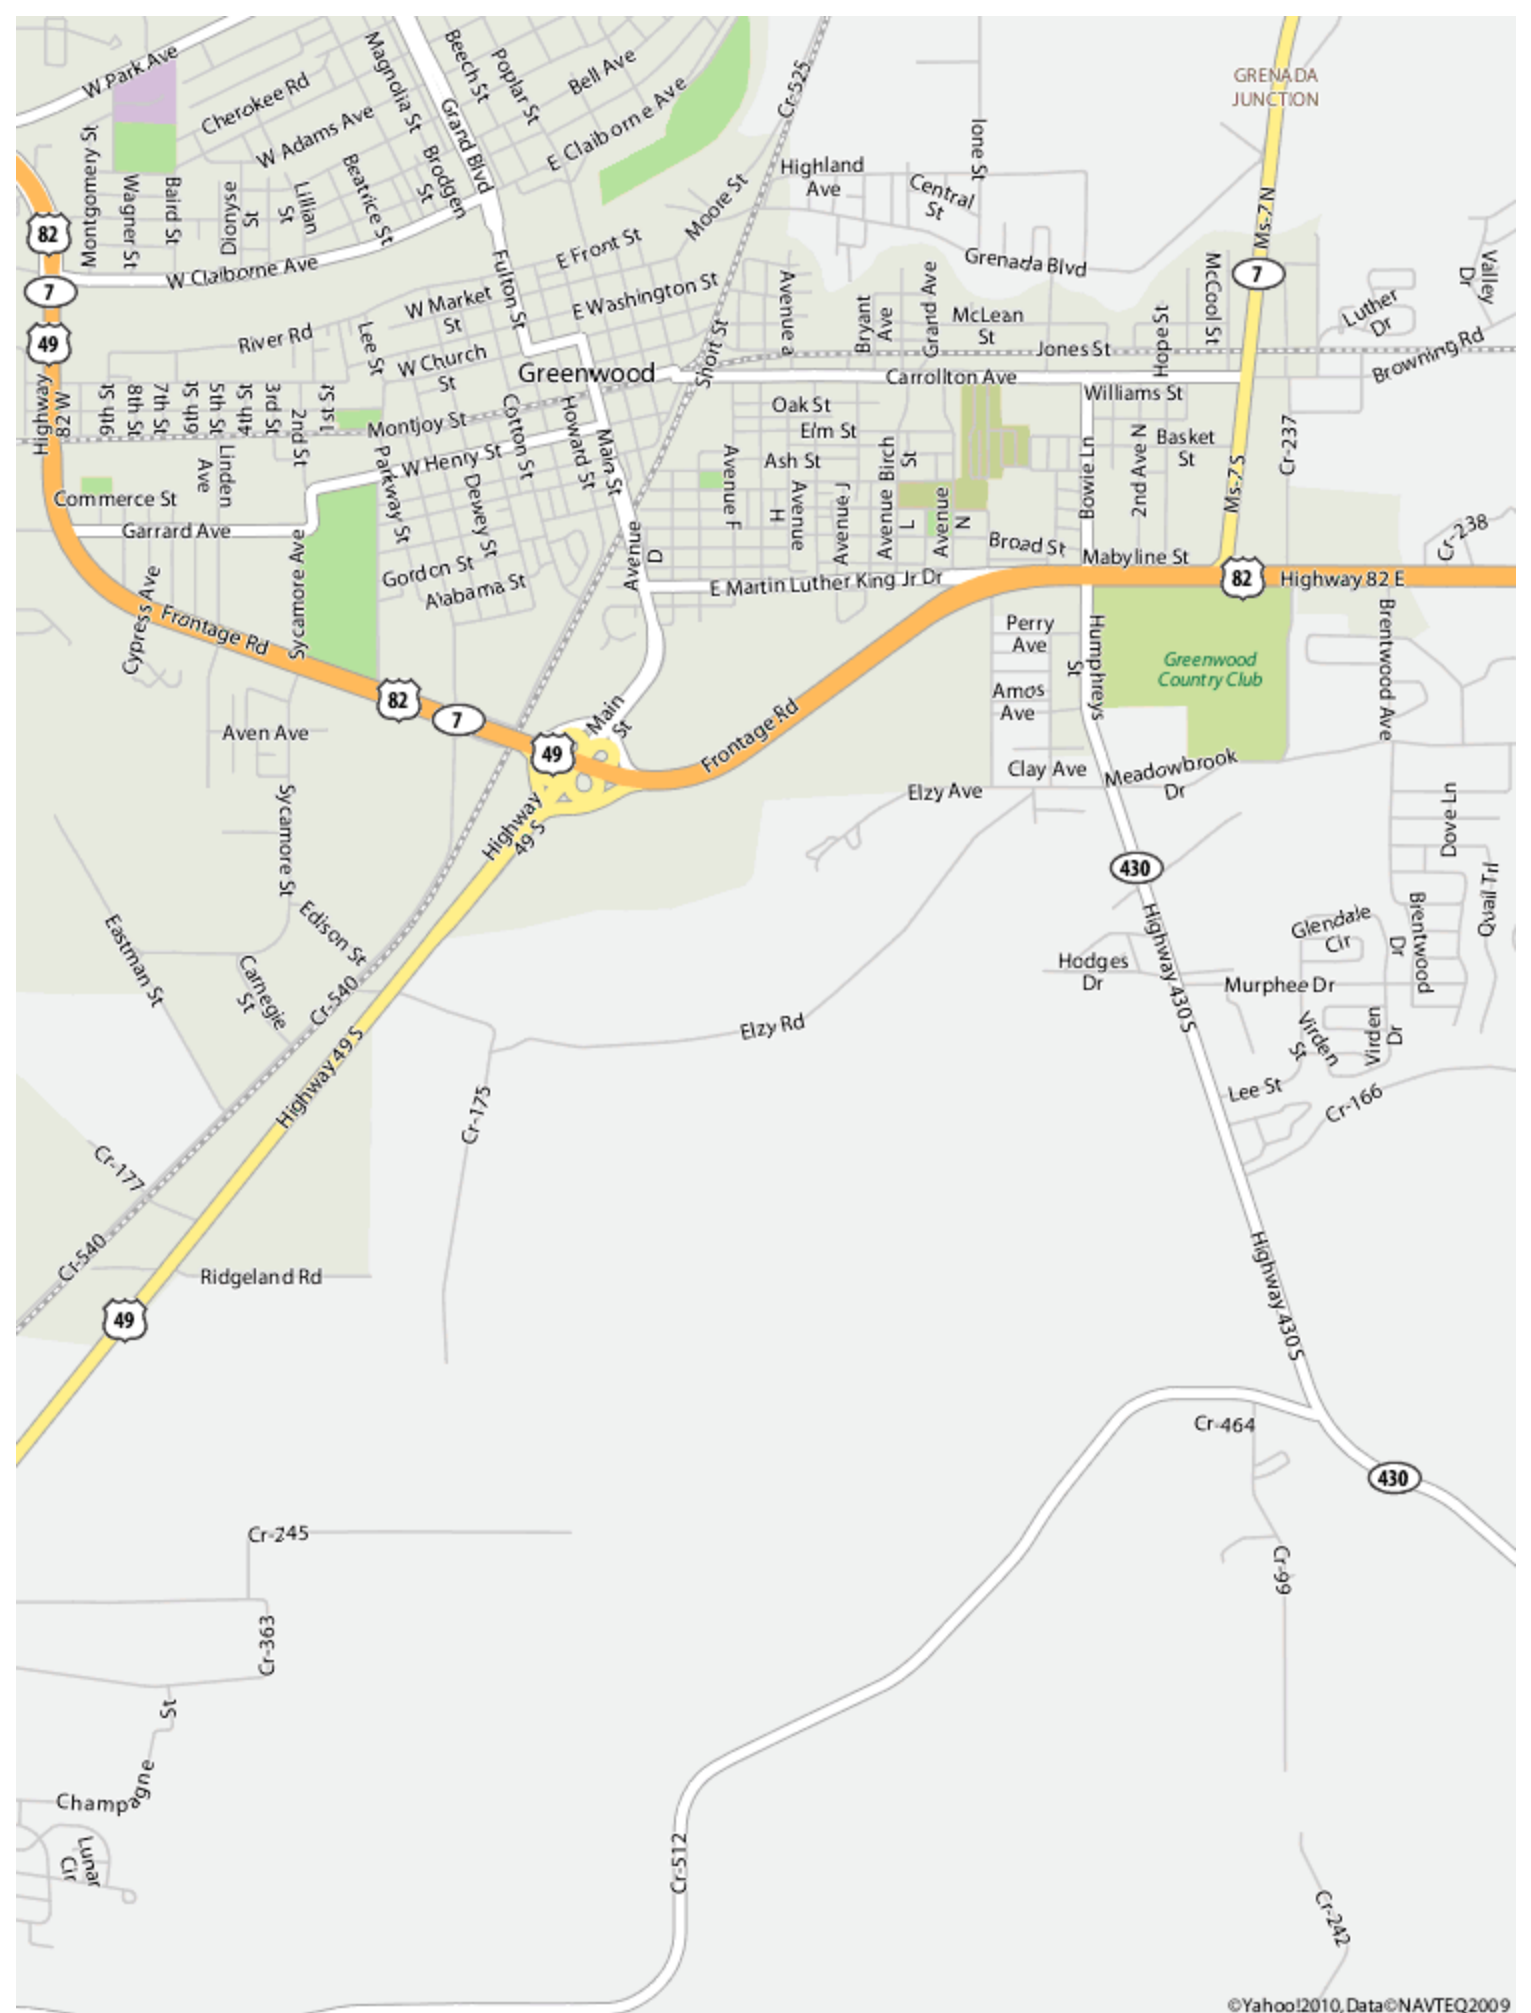 W Park Ave
Magnolia St
Beech St
Poplar St
Bell Ave
Cr-525
GRENADA
JUNCTION
Cherokee Rd
Grand Blvd
E Claiborne Ave
W Adams Ave
Ione St
Montgomery St
Wagner St
Baird St
Dionyse
St
Lillian
St
Beatrice St
Brodgen
St
Highland
Ave
Central
St
Moore St
Ms-7 N
82
W Claiborne Ave
Fulton St
E Front St
Grenada Blvd
7
7
Valley
Dr
W Market
St
E Washington St
Avenue a
Bryant
Ave
Grand Ave
McLean
St
Hope St
McCool St
Luther
Dr
49
River Rd
Lee St
W Church
St
Short St
Jones St
Browning Rd
Greenwood
Carrollton Ave
Williams St
Highway
82 W
9th St
8th St
7th St
6th St
5th St
4th St
3rd St
2nd St
1st St
Montjoy St
Cotton St
Howard St
Main St
Oak St
Elm St
Ash St
Basket
St
Cr-237
Linden
Ave
W Henry St
Parkway St
Dewey St
Avenue F
Avenue
H
Avenue J
Avenue
L
Birch
St
Avenue
N
Bowie Ln
2nd Ave N
Ms-7 S
Commerce St
Garrard Ave
Sycamore Ave
Gordon St
Alabama St
Avenue
D
Broad St
Mabyline St
Cr-238
E Martin Luther King Jr Dr
82
Highway 82 E
Cypress Ave
Frontage Rd
Perry
Ave
Humphreys
St
Greenwood
Country Club
Brentwood Ave
82
7
Amos
Ave
Aven Ave
49
Main
St
Frontage Rd
Clay Ave
Meadowbrook
Dr
Elzy Ave
Sycamore St
Highway
49 S
Dove Ln
430
Quail Trl
Eastman St
Edison St
Glendale
Cir
Brentwood
Dr
Carnegie
St
Cr-540
Hodges
Dr
Highway 430 S
Murphee Dr
Elzy Rd
Virden
St
Virden
Dr
Highway 49 S
Cr-175
Lee St
Cr-166
Cr-177
Cr-540
Ridgeland Rd
Highway 430 S
49
Cr-464
430
Cr-245
Cr-99
Cr-363
Champagne St
Lunar
Cir
Cr-512
Cr-242
©Yahoo!2010, Data©NAVTEQ2009